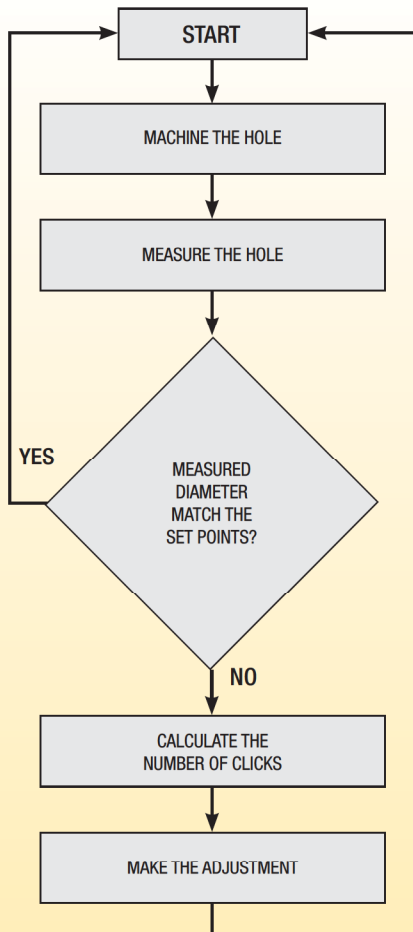 START
MACHINE THE HOLE
MEASURE THE HOLE
MEASURED
DIAMETER
MATCH THE
SET POINTS?
YES
NO
CALCULATE THE
NUMBER OF CLICKS
MAKE THE ADJUSTMENT